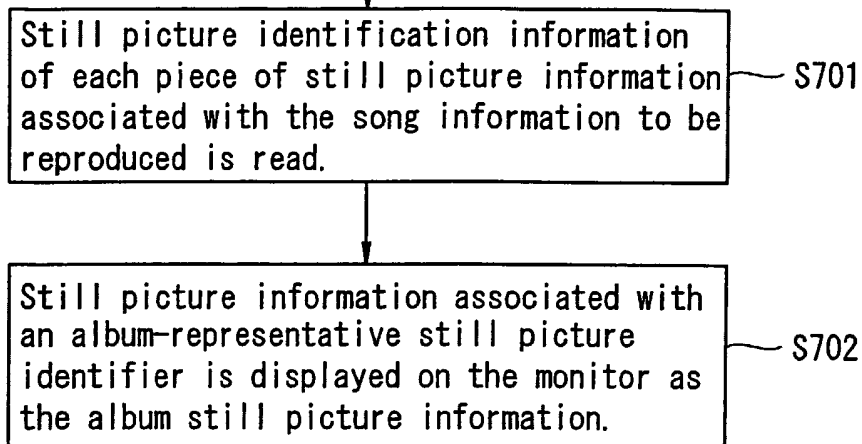 Still picture identification information
of each piece of still picture information
associated with the song information to be
reproduced is read.
S701
Still picture information associated with
an album-representative still picture
identifier is displayed on the monitor as
the album still picture information.
S702